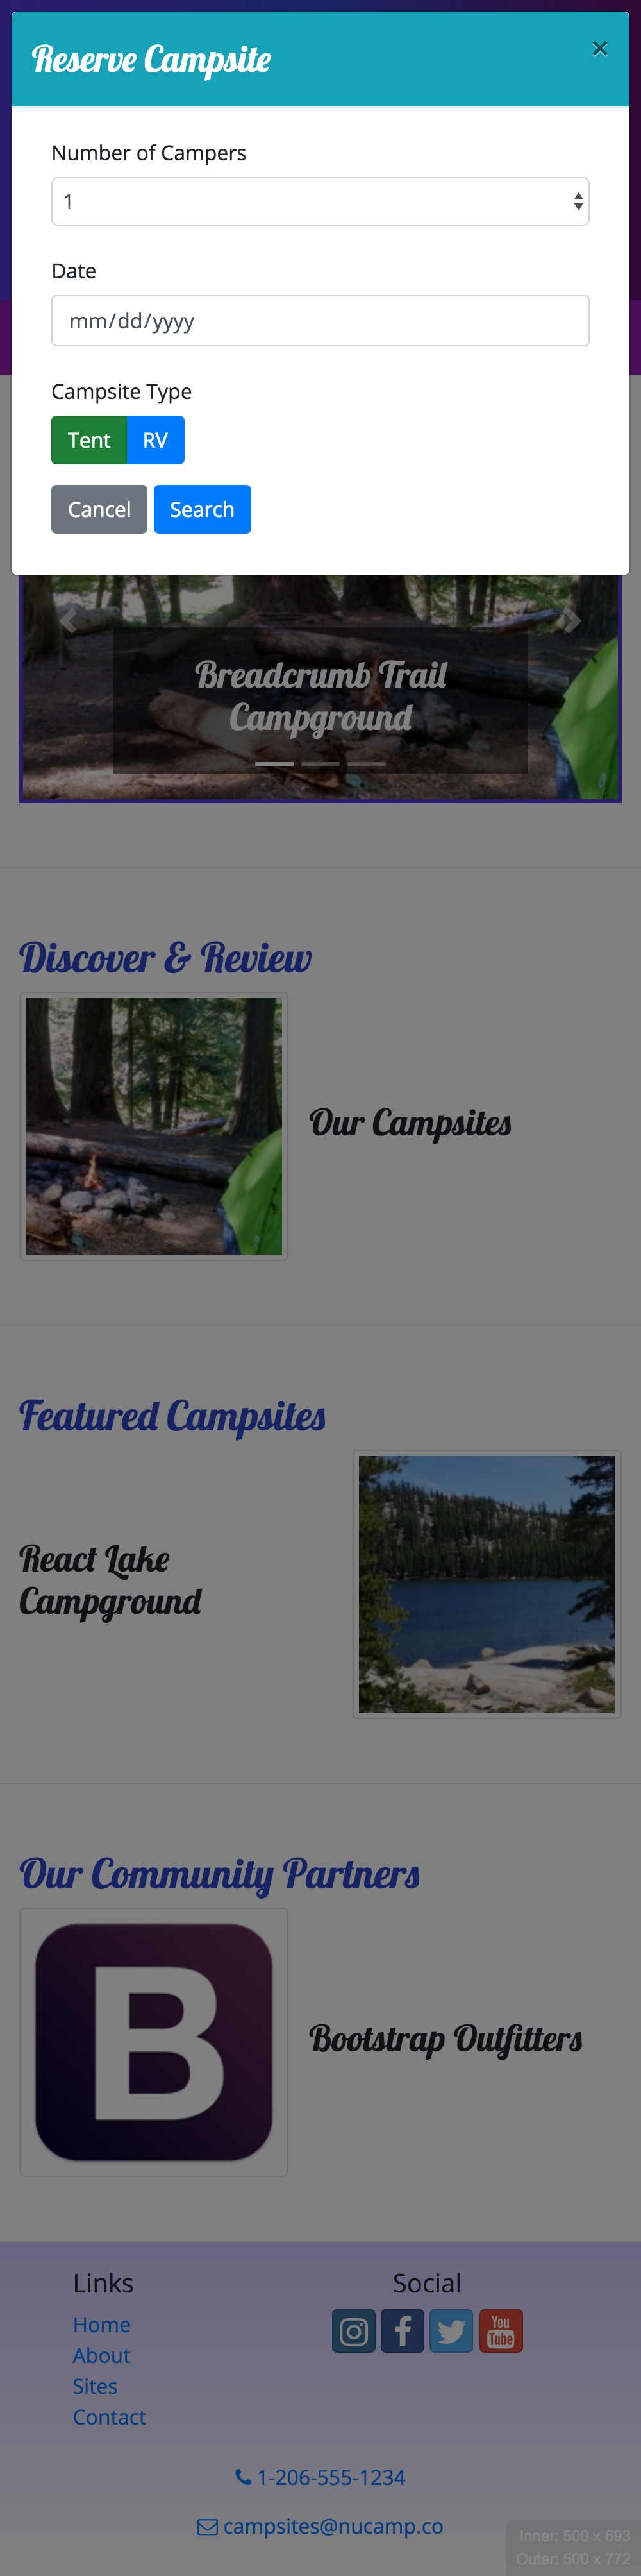 Reserve Campsite
×
Number of Campers
1
Date
mm/dd/yyyy
Campsite Type
Tent RV
Cancel Search
Breadcrumb Trail
Campground
Discover & Review
Our Campsites
Featured Campsites
React Lake
Campground
Our Community Partners
B
Bootstrap Outfitters
Links
Home
About
Sites
Contact
Social
You
Tube
1-206-555-1234
campsites@nucamp.co
Inner: 500 x 693
Outer: 500 x 772